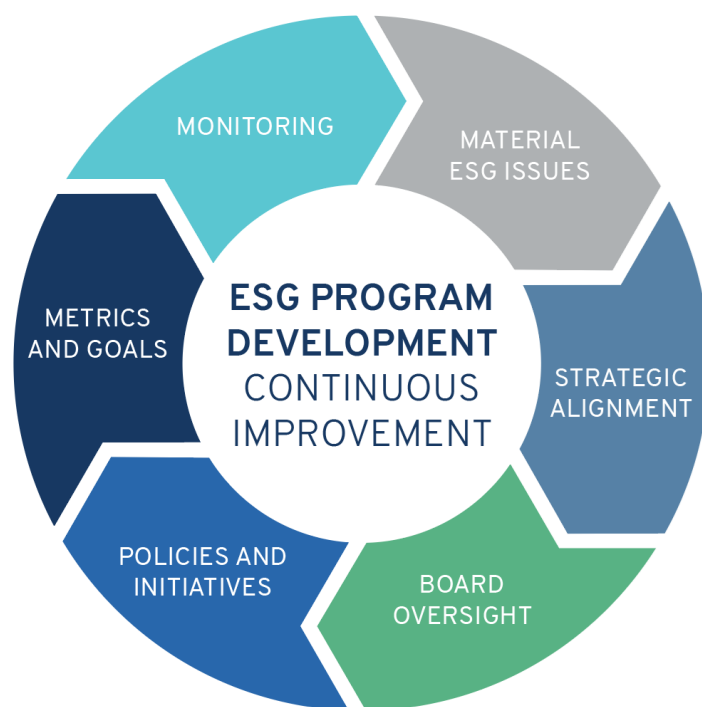 MONITORING
MATERIAL
ESG ISSUES
STRATEGIC
ALIGNMENT
BOARD
OVERSIGHT
POLICIES AND
INITIATIVES
METRICS
AND GOALS
ESG PROGRAM
DEVELOPMENT
CONTINUOUS
IMPROVEMENT